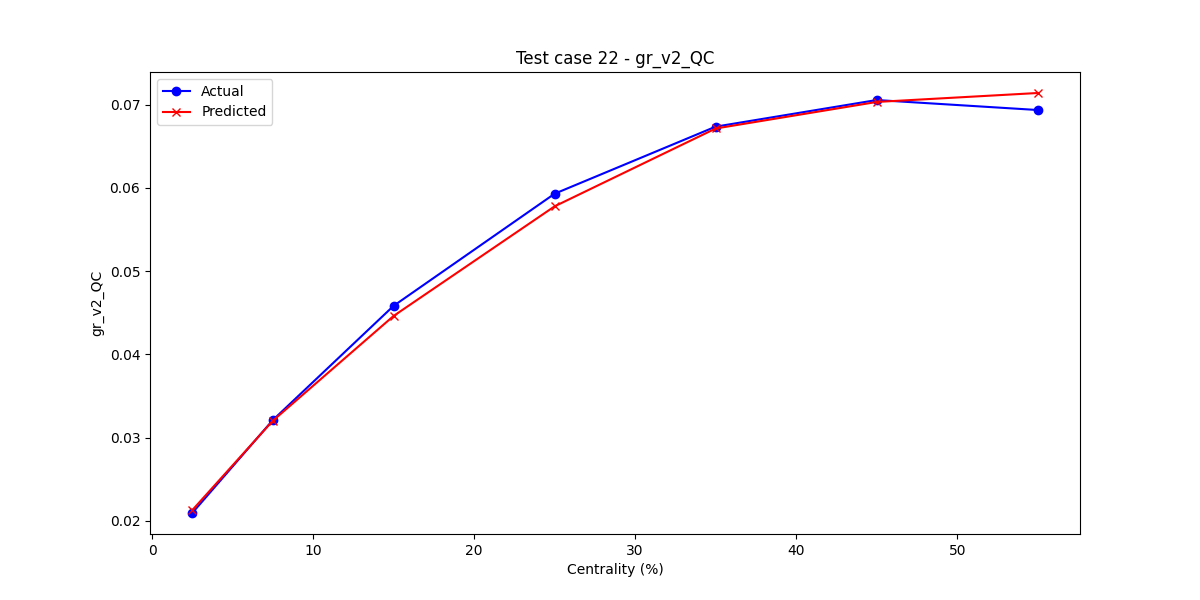 Test case 22 - gr_v2_QC
Actual
Predicted
gr_v2_QC
0.07
0.06
0.05
0.04
0.03
0.02
0 10 20 30 40 50
Centrality (%)